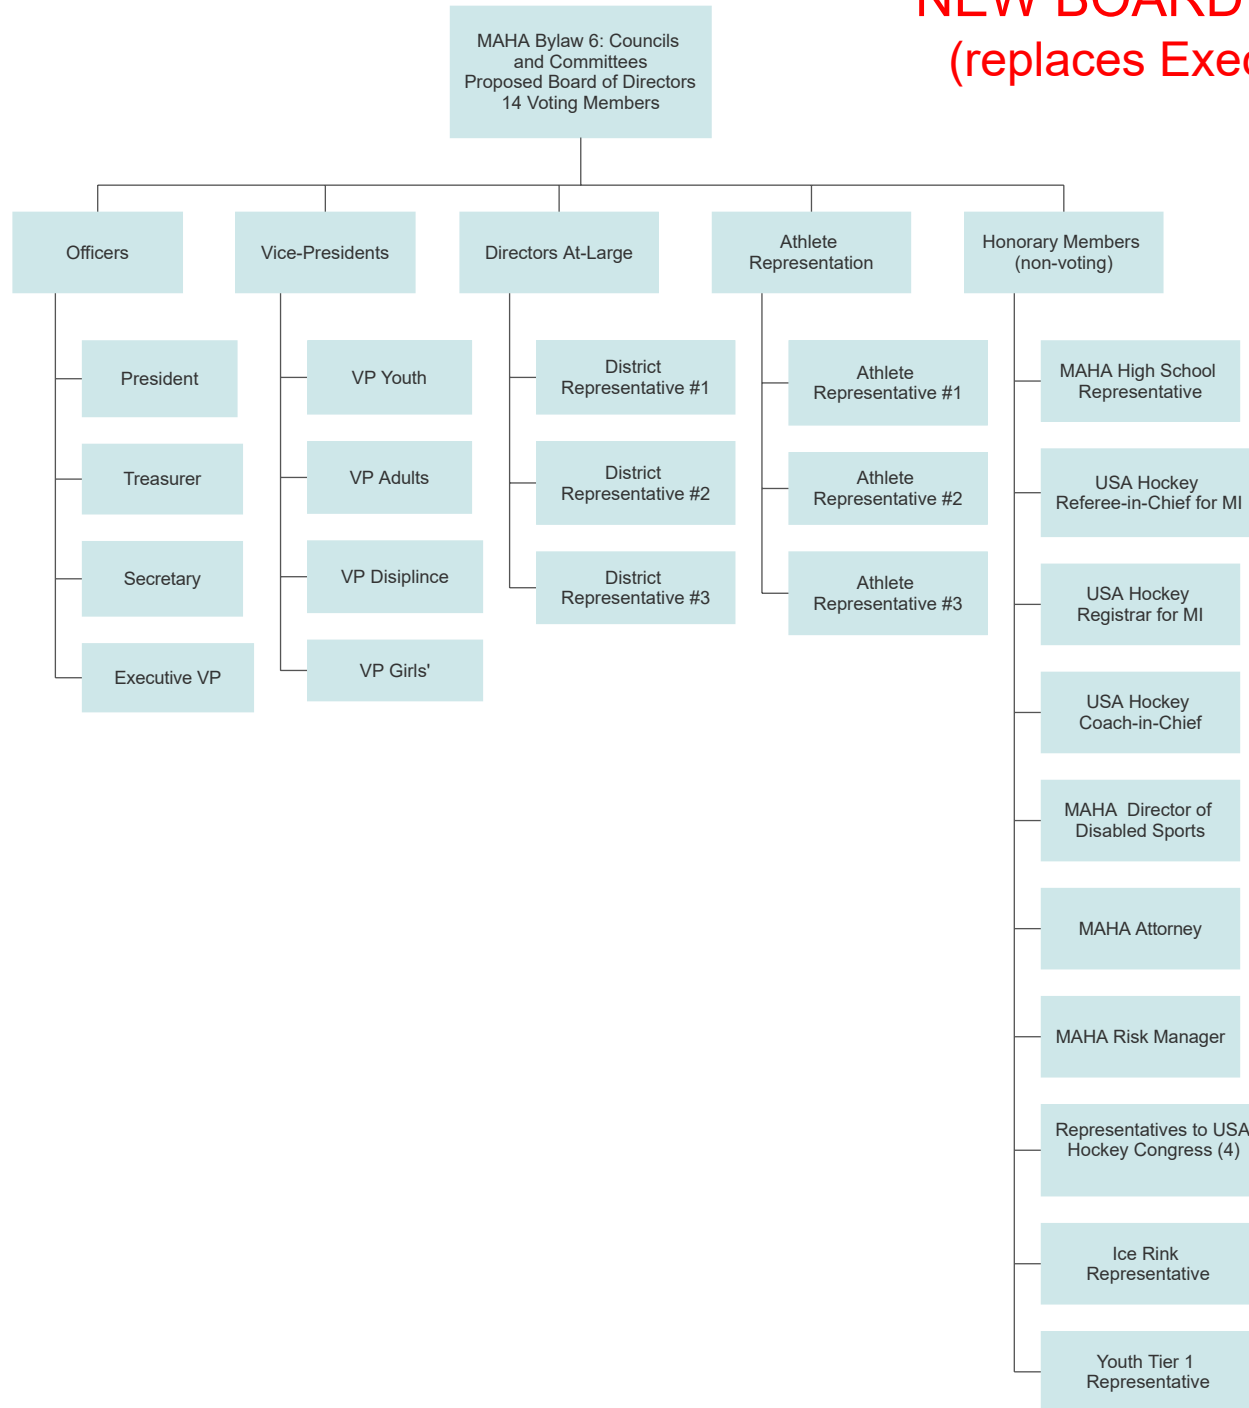 NEW BOARD
(replaces Exec
MAHA Bylaw 6: Councils
and Committees
Proposed Board of Directors
14 Voting Members
Officers
Vice-Presidents
Directors At-Large
Athlete
Representation
Honorary Members
(non-voting)
President
Treasurer
Secretary
Executive VP
VP Youth
VP Adults
VP Disiplince
VP Girls'
District
Representative #1
District
Representative #2
District
Representative #3
Athlete
Representative #1
Athlete
Representative #2
Athlete
Representative #3
MAHA High School
Representative
USA Hockey
Referee-in-Chief for MI
USA Hockey
Registrar for MI
USA Hockey
Coach-in-Chief
MAHA  Director of
Disabled Sports
MAHA Attorney
MAHA Risk Manager
Representatives to USA
Hockey Congress (4)
Ice Rink
Representative
Youth Tier 1
Representative